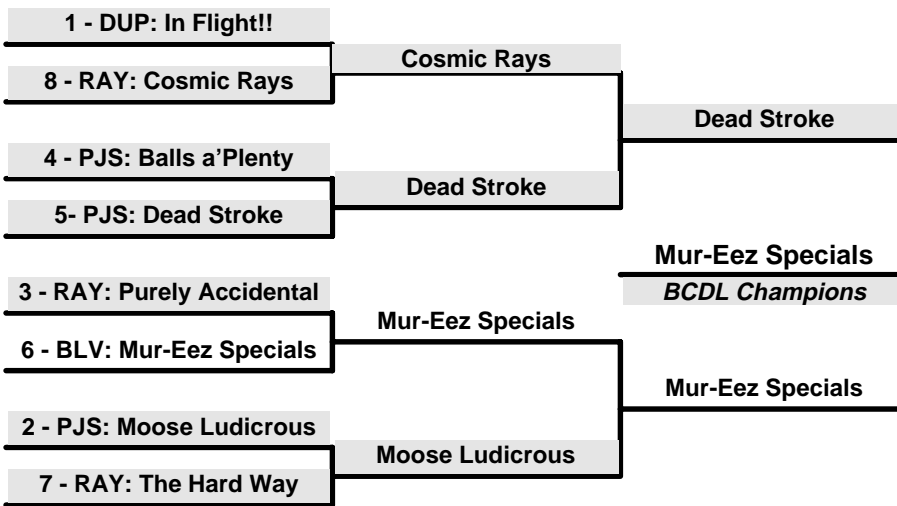 1 - DUP: In Flight!!
Cosmic Rays
8 - RAY: Cosmic Rays
Dead Stroke
4 - PJS: Balls a'Plenty
Dead Stroke
5- PJS: Dead Stroke
Mur-Eez Specials
BCDL Champions
3 - RAY: Purely Accidental
Mur-Eez Specials
6 - BLV: Mur-Eez Specials
Mur-Eez Specials
2 - PJS: Moose Ludicrous
Moose Ludicrous
7 - RAY: The Hard Way